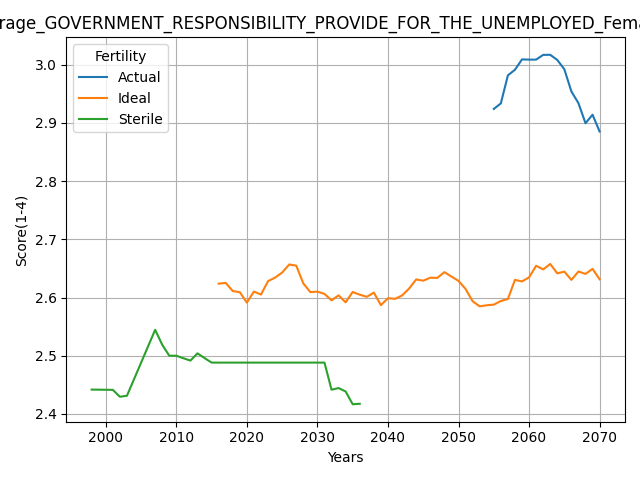 rage_GOVERNMENT_RESPONSIBILITY_PROVIDE_FOR_THE_UNEMPLOYED_Fema
Fertility
Actual
Ideal
Sterile
Score(1-4)
3.0
2.9
2.8
2.7
2.6
2.5
2.4
2000 2010 2020 2030 2040 2050 2060 2070
Years